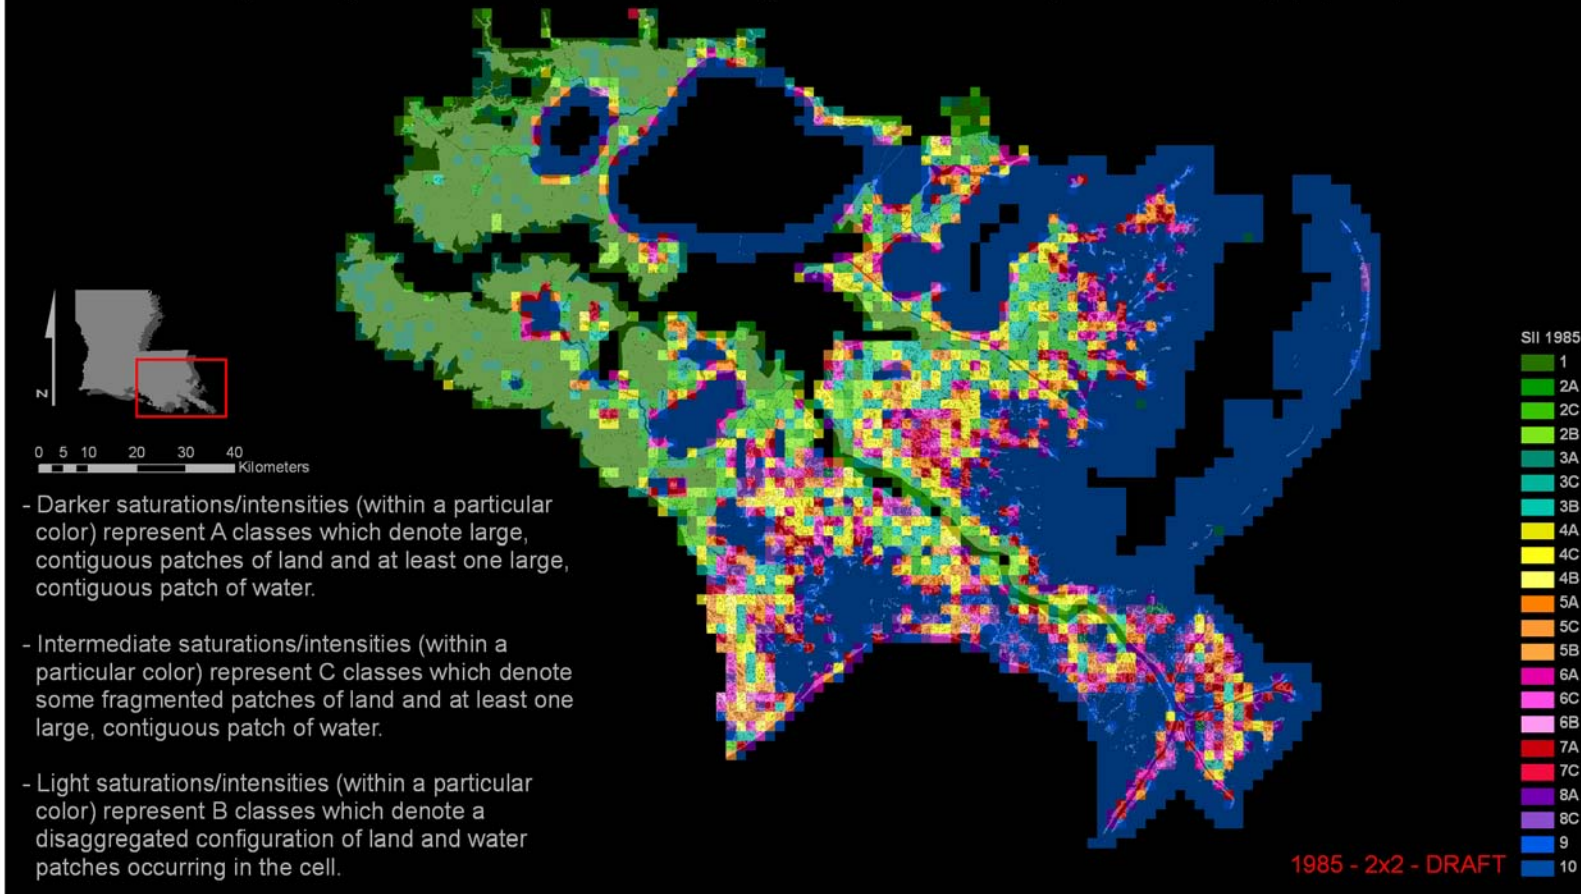 N
0 5 10 20 30 40
Kilometers
- Darker saturations/intensities (within a particular
color) represent A classes which denote large,
contiguous patches of land and at least one large,
contiguous patch of water.
- Intermediate saturations/intensities (within a
particular color) represent C classes which denote
some fragmented patches of land and at least one
large, contiguous patch of water.
- Light saturations/intensities (within a particular
color) represent B classes which denote a
disaggregated configuration of land and water
patches occurring in the cell.
SII 1985
1
2A
2C
2B
3A
3C
3B
4A
4C
4B
5A
5C
5B
6A
6C
6B
7A
7C
8A
8C
9
10
1985 - 2x2 - DRAFT